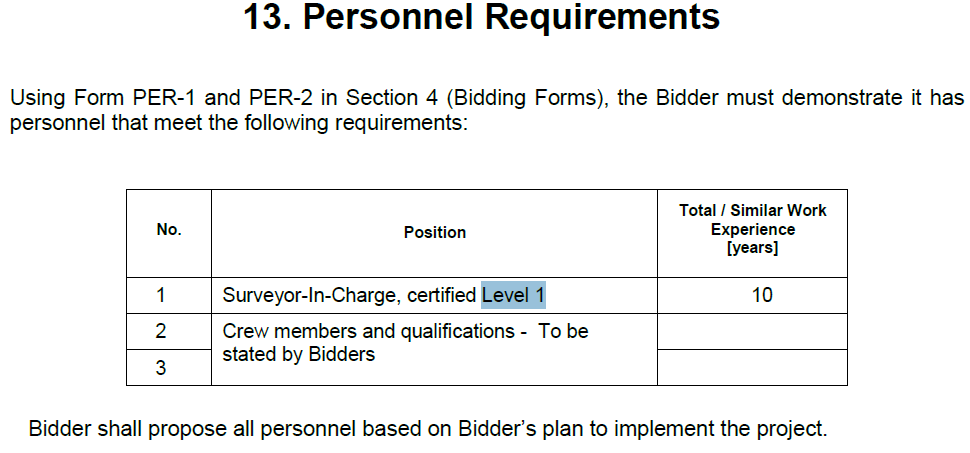 13. Personnel Requirements
Using Form PER-1 and PER-2 in Section 4 (Bidding Forms), the Bidder must demonstrate it has
personnel that meet the following requirements:
No.
Position
Total / Similar Work
Experience
[years]
1
Surveyor-In-Charge, certified Level 1
10
2
Crew members and qualifications - To be
stated by Bidders
3
Bidder shall propose all personnel based on Bidder’s plan to implement the project.